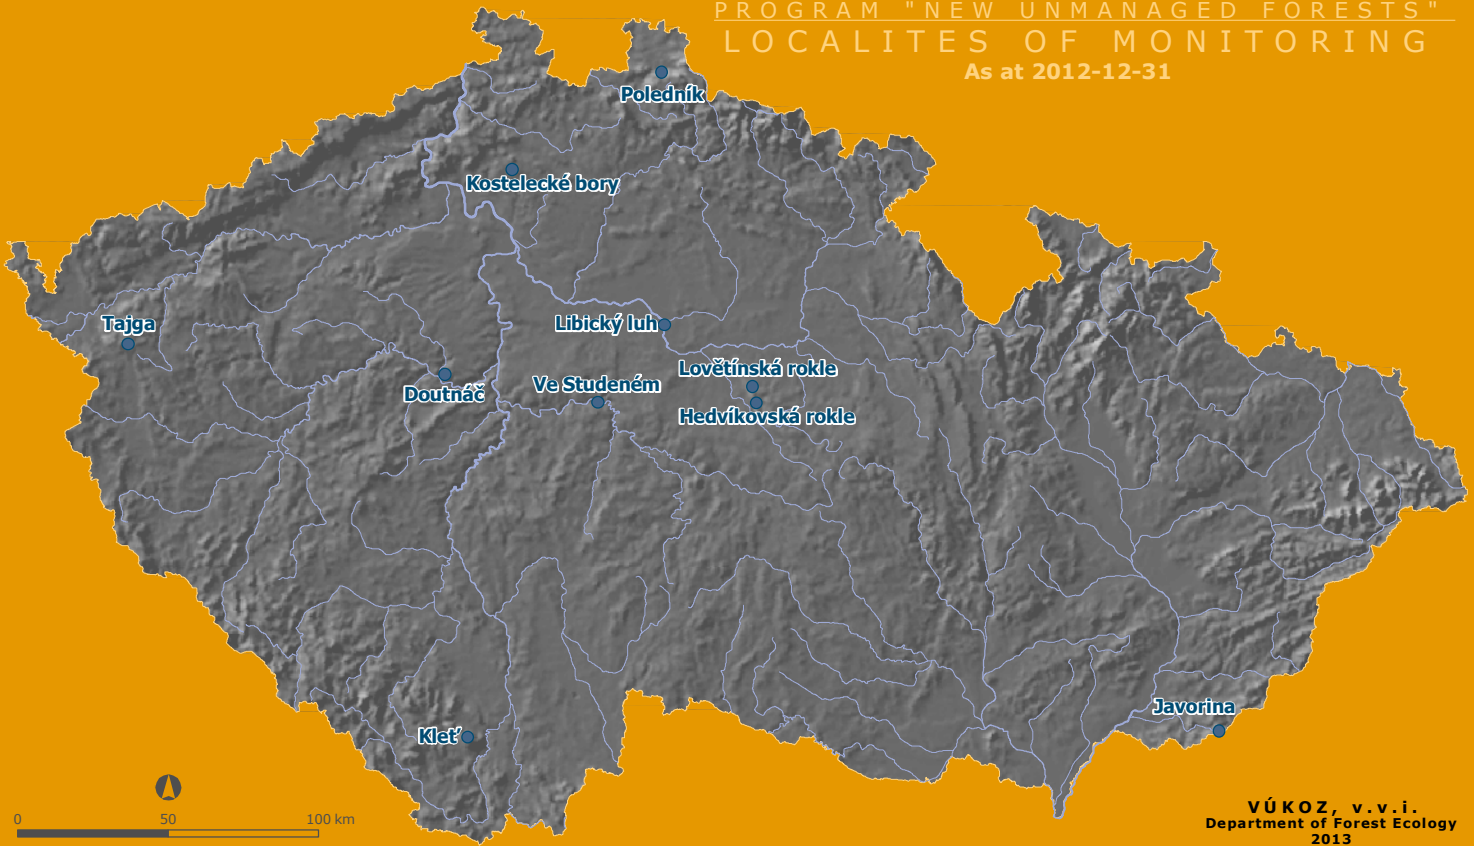 PROGRAM "NEW UNMANAGED FORESTS"
LOCALITES OF MONITORING
As at 2012-12-31
Poledník
Kostelecké bory
Tajga
Libický luh
Doutnáč
Ve Studeném
Lovětínská rokle
Hedvíkovská rokle
Javorina
Kleť
0 50 100 km
VÚKOZ, v.v.i.
Department of Forest Ecology
2013